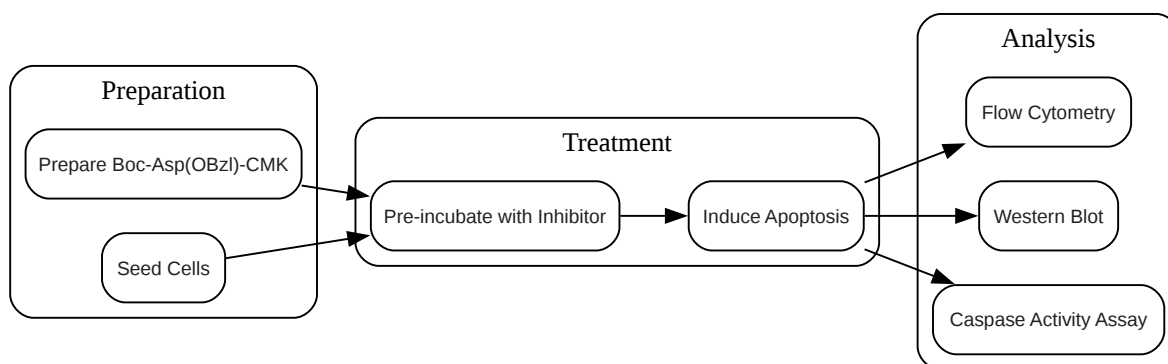 Preparation
Prepare Boc-Asp(OBzl)-CMK
Seed Cells
Treatment
Pre-incubate with Inhibitor
Induce Apoptosis
Analysis
Flow Cytometry
Western Blot
Caspase Activity Assay